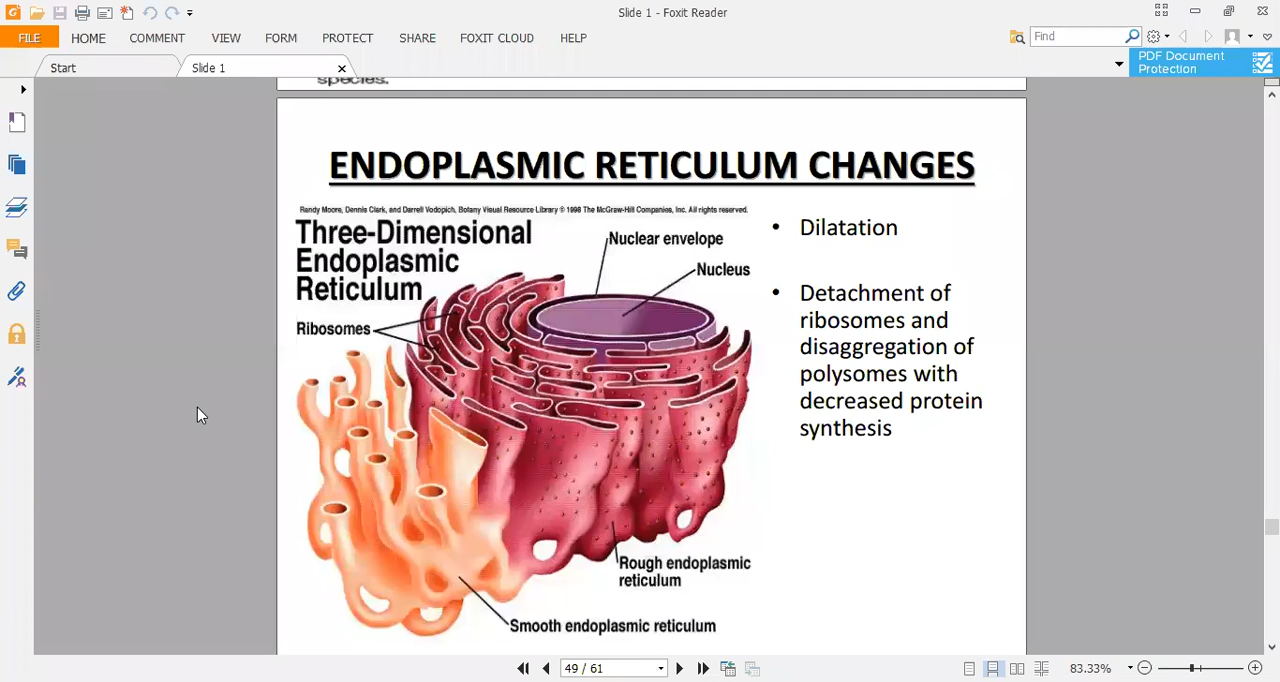 Slide 1 - Foxit Reader
FILE HOME COMMENT VIEW FORM PROTECT SHARE FOXIT CLOUD HELP
Find
Start
Slide 1
PDF Document
Protection
species.
ENDOPLASMIC RETICULUM CHANGES
Randy Moore, Dennis Clark, and Darrell Vodopich, Botany Visual Resource Library © 1998 The McGraw-Hill Companies, Inc. All rights reserved.
Three-Dimensional
Endoplasmic
Reticulum
Nuclear envelope
Nucleus
Ribosomes
Rough endoplasmic
reticulum
Smooth endoplasmic reticulum
• Dilatation
• Detachment of
ribosomes and
disaggregation of
polysomes with
decreased protein
synthesis
49 / 61
83.33%